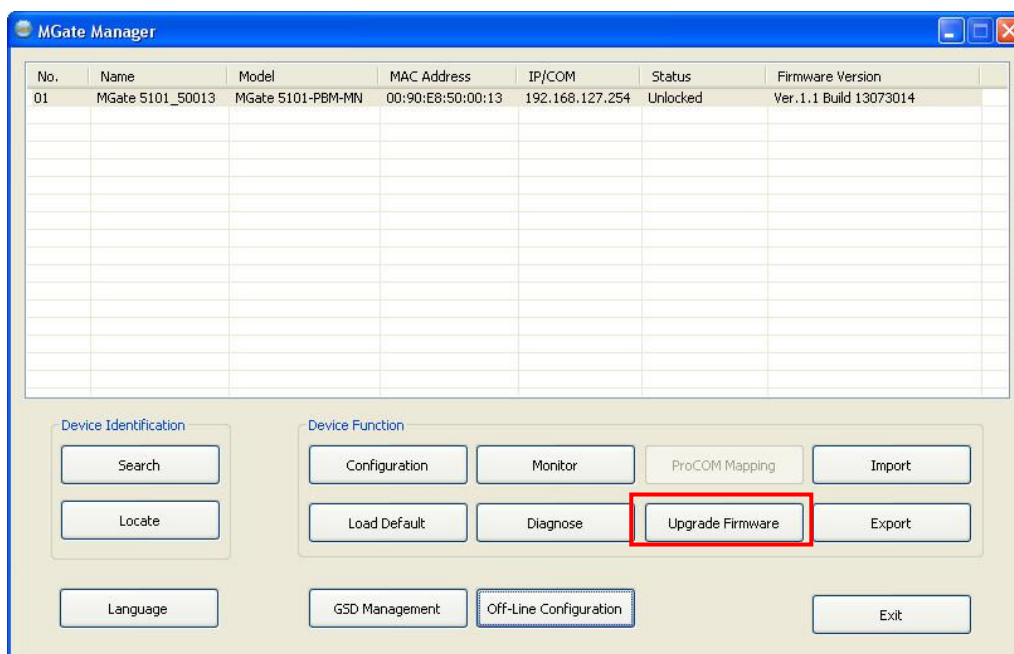 MGate Manager
No. Name Model MAC Address IP/COM Status Firmware Version
01 MGate 5101_50013 MGate 5101-PBM-MN 00:90:E8:50:00:13 192.168.127.254 Unlocked Ver.1.1 Build 13073014
Device Identification
Search
Locate
Device Function
Configuration Monitor ProCOM Mapping Import
Load Default Diagnose Upgrade Firmware Export
Language GSD Management Off-Line Configuration Exit